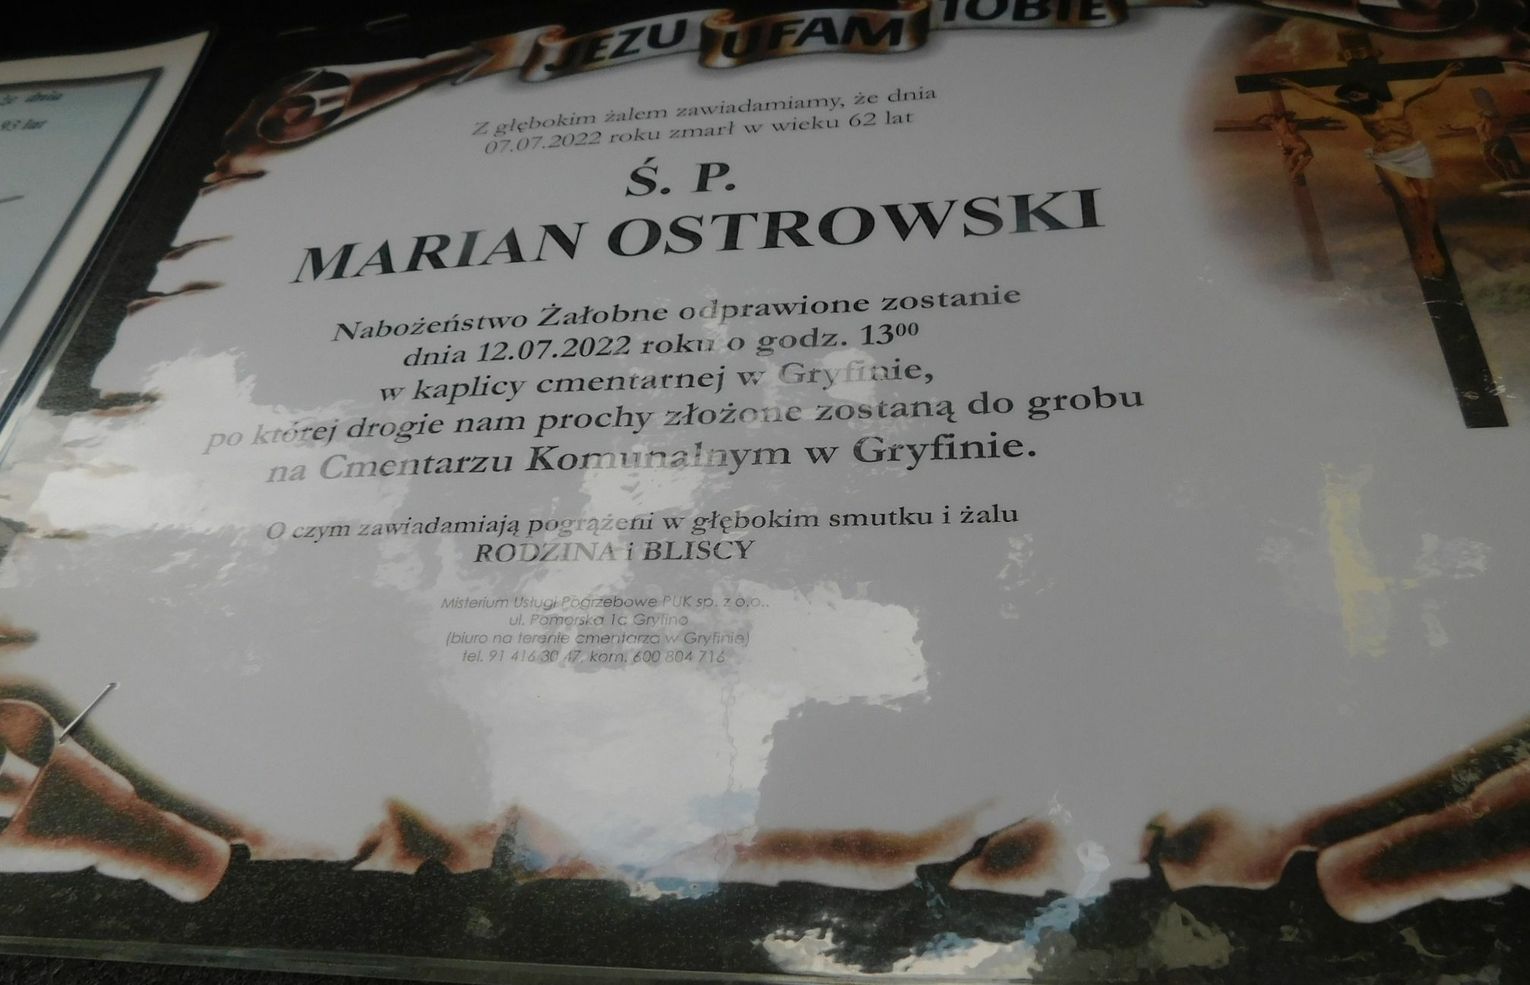 JEZU UFAM TOBIE
Z głębokim żalem zawiadamiamy, że dnia
07.07.2022 roku zmarł w wieku 62 lat
Ś. P.
MARIAN OSTROWSKI
Nabożeństwo Żałobne odprawione zostanie
dnia 12.07.2022 roku o godz. 13⁰⁰
w kaplicy cmentarnej w Gryfinie,
po której drogie nam prochy złożone zostaną do grobu
na Cmentarzu Komunalnym w Gryfinie.
O czym zawiadamiają pogrążeni w głębokim smutku i żalu
RODZINA i BLISCY
Misterium Usługi Pogrzebowe PUK sp. z o.o..
ul. Pomorska 1c Gryfino
(biuro na terenie cmentarza w Gryfinie)
tel. 91 416 30 47, kom. 600 804 716
że dnia
93 lat